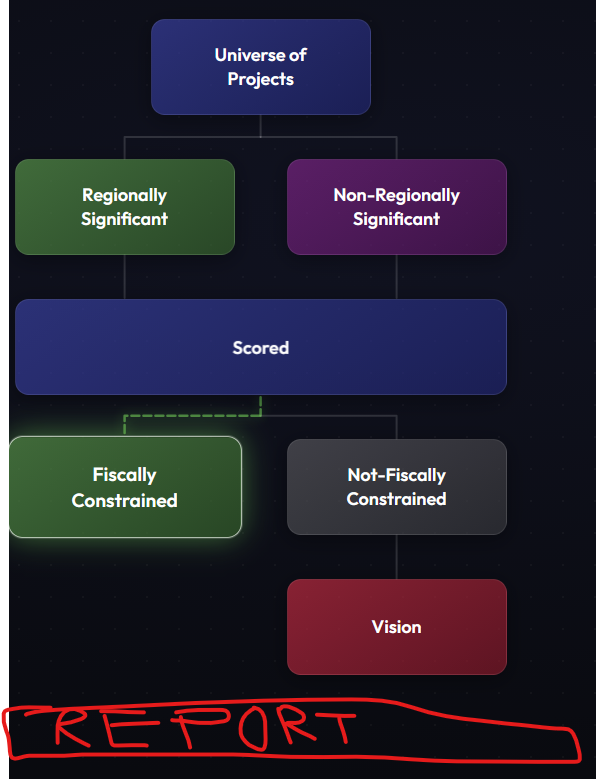 Universe of
Projects
Regionally
Significant
Non-Regionally
Significant
Scored
Fiscally
Constrained
Not-Fiscally
Constrained
Vision
REPORT